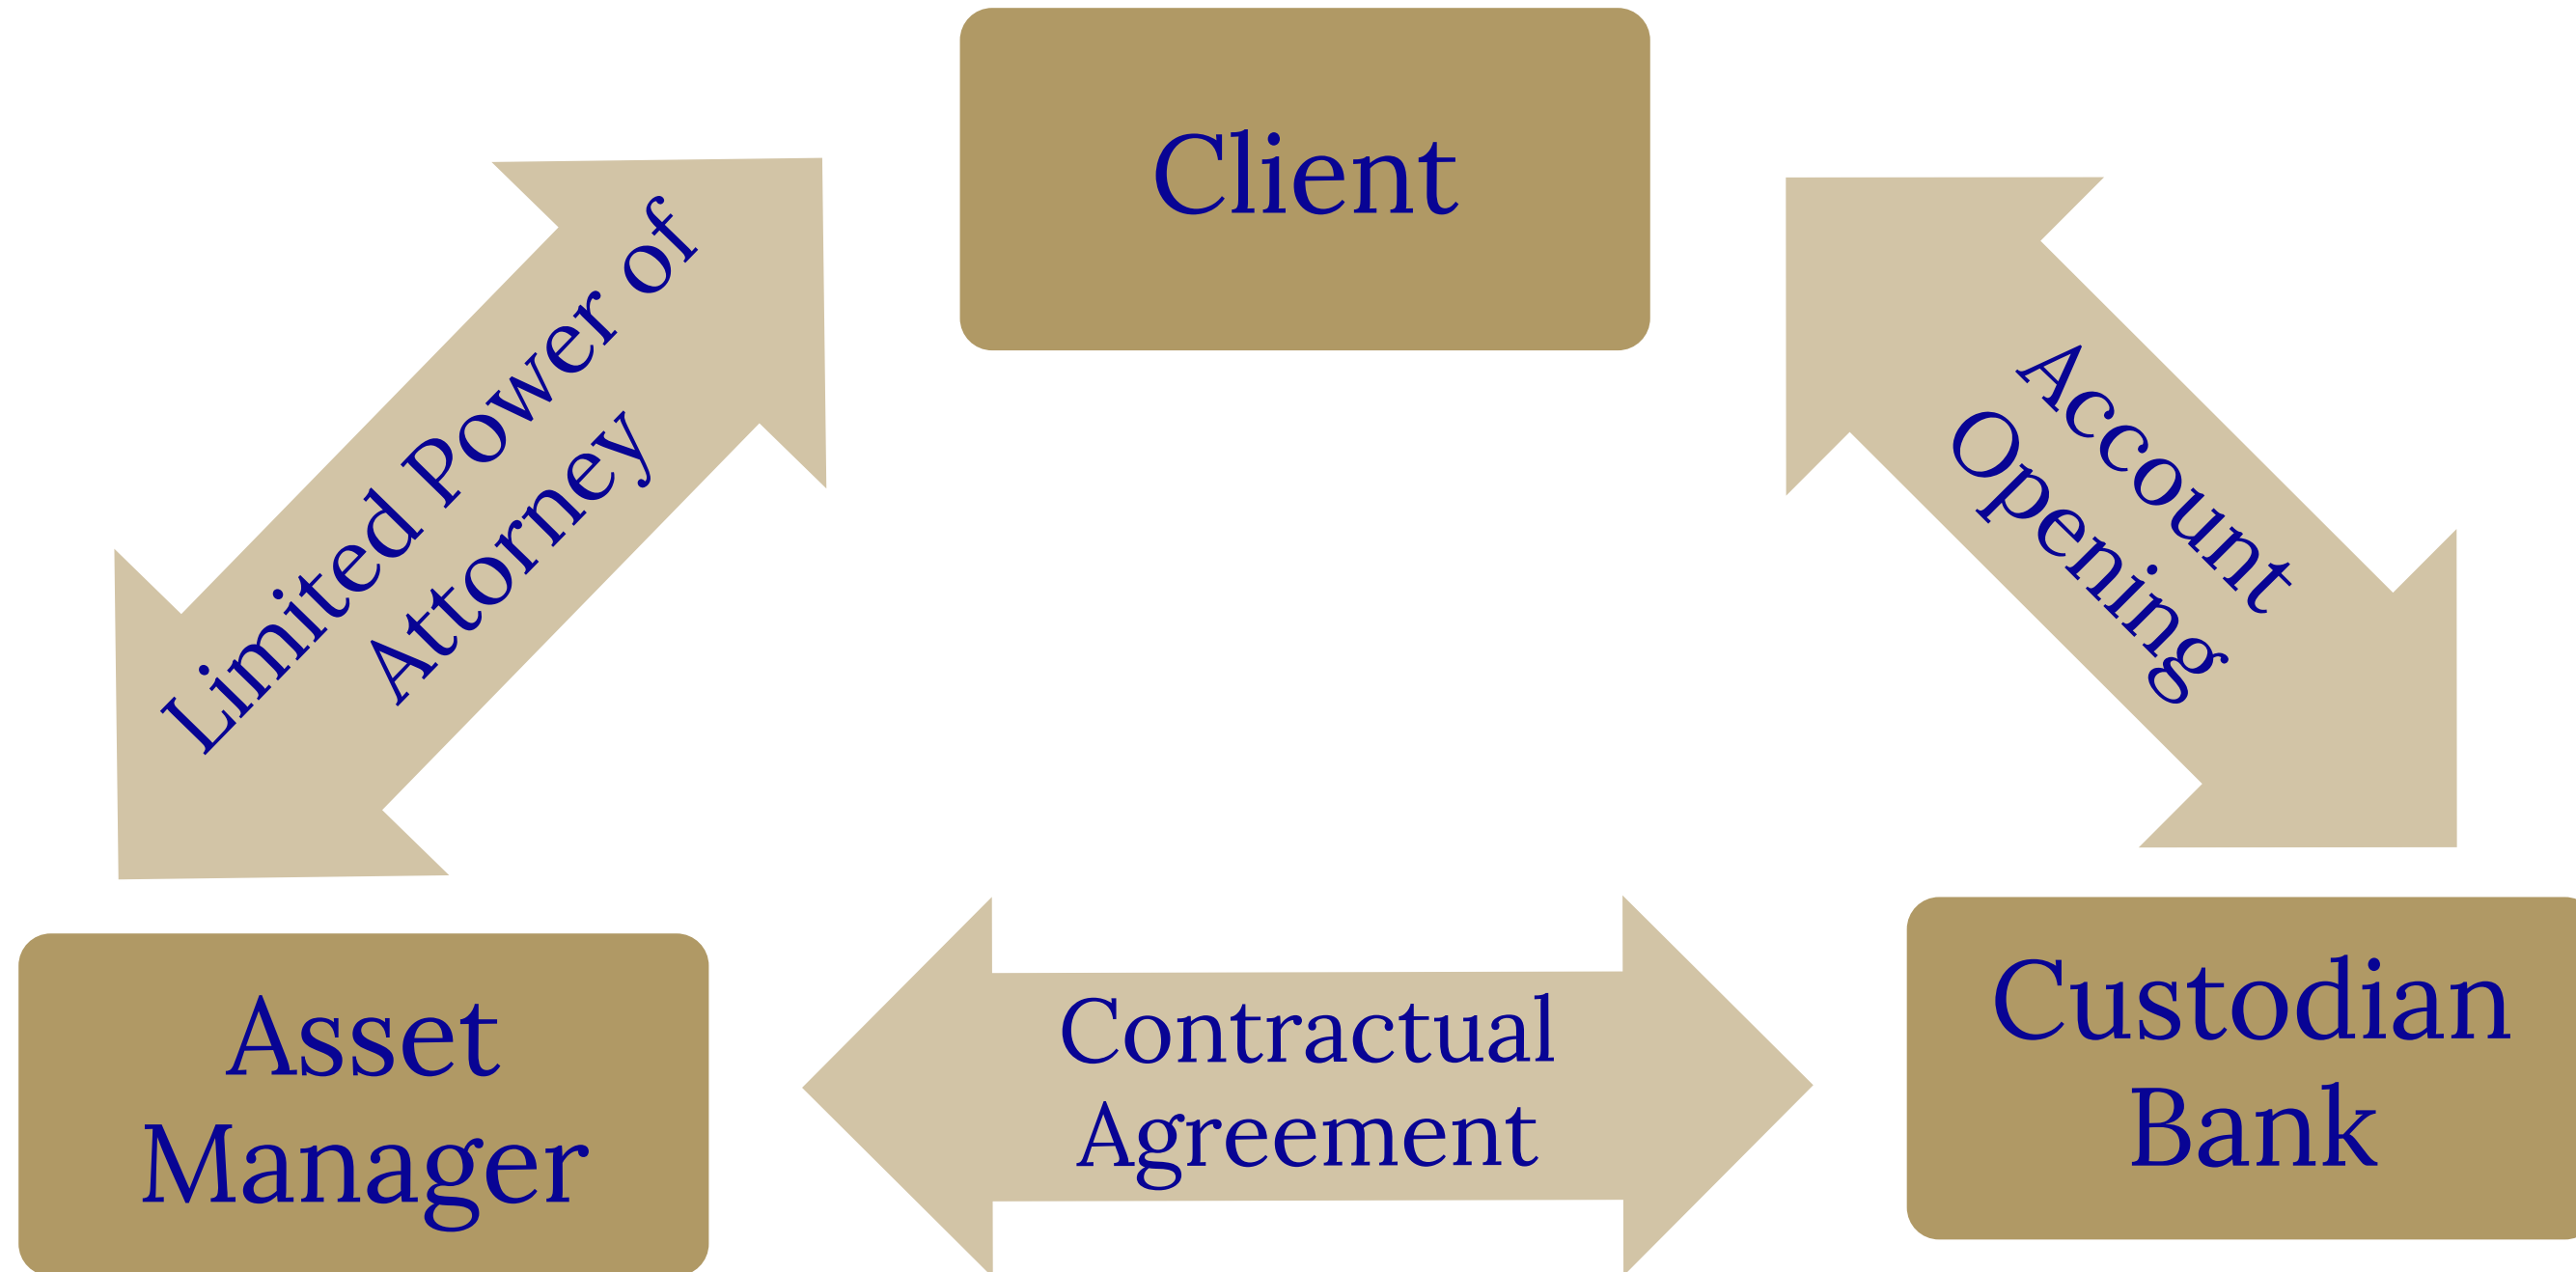 Client
Limited Power of
Attorney
Account
Opening
Asset
Manager
Contractual
Agreement
Custodian
Bank